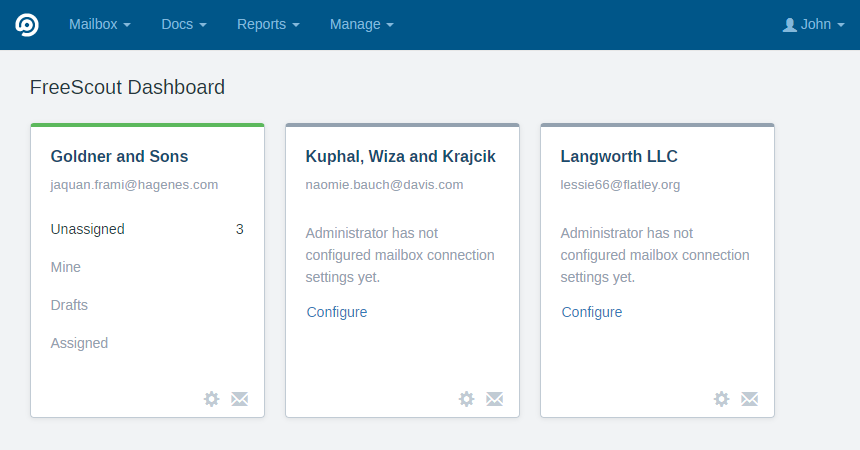 Mailbox Docs Reports Manage John
FreeScout Dashboard
Goldner and Sons
jaquan.frami@hagenes.com
Unassigned 3
Mine
Drafts
Assigned
Kuphal, Wiza and Krajcik
naomie.bauch@davis.com
Administrator has not
configured mailbox connection
settings yet.
Configure
Langworth LLC
lessie66@flatley.org
Administrator has not
configured mailbox connection
settings yet.
Configure